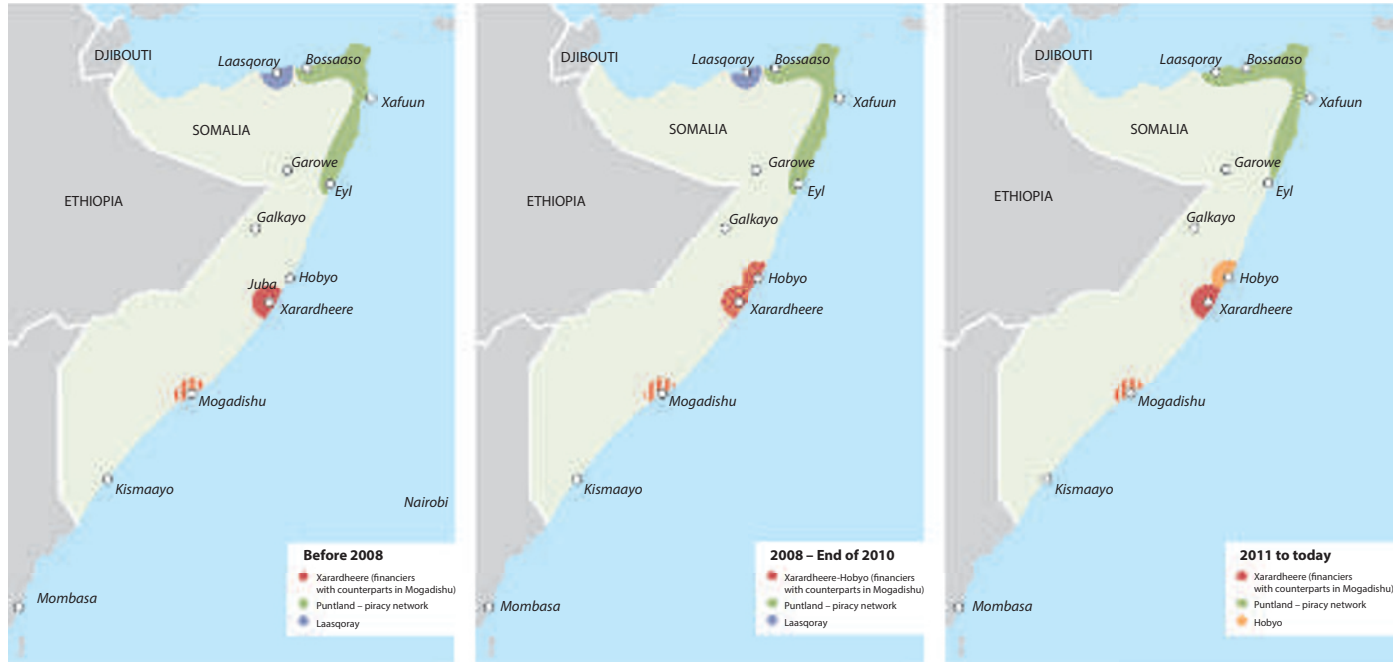 DJIBOUTI
Laasqoray
Bossaaso
Xafuun
SOMALIA
Garowe
Eyl
ETHIOPIA
Galkayo
Hobyo
Juba
Xarardheere
Mogadishu
Kismaayo
Nairobi
Mombasa
Before 2008
Xarardheere (financiers
with counterparts in Mogadishu)
Puntland – piracy network
Laasqoray
DJIBOUTI
Laasqoray
Bossaaso
Xafuun
SOMALIA
Garowe
Eyl
ETHIOPIA
Galkayo
Hobyo
Xarardheere
Mogadishu
Kismaayo
Mombasa
2008 – End of 2010
Xarardheere-Hobyo (financiers
with counterparts in Mogadishu)
Puntland – piracy network
Laasqoray
DJIBOUTI
Laasqoray
Bossaaso
Xafuun
SOMALIA
Garowe
Eyl
ETHIOPIA
Galkayo
Hobyo
Xarardheere
Mogadishu
Kismaayo
Mombasa
2011 to today
Xarardheere (financiers
with counterparts in Mogadishu)
Puntland – piracy network
Hobyo